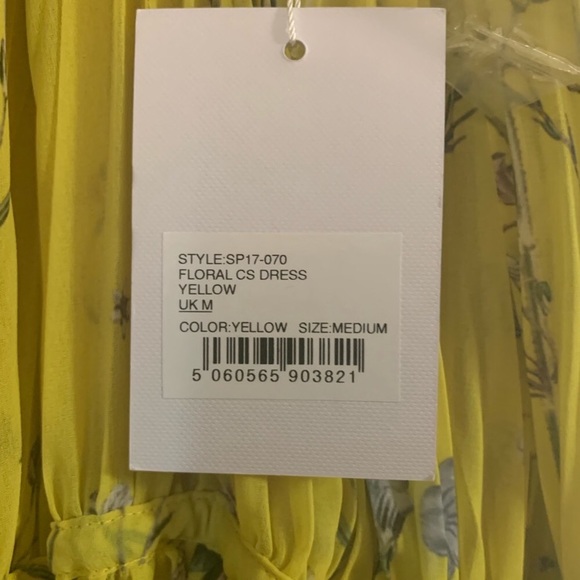 STYLE:SP17-070
FLORAL CS DRESS
YELLOW
UK M
COLOR:YELLOW SIZE:MEDIUM
5 060565 903821